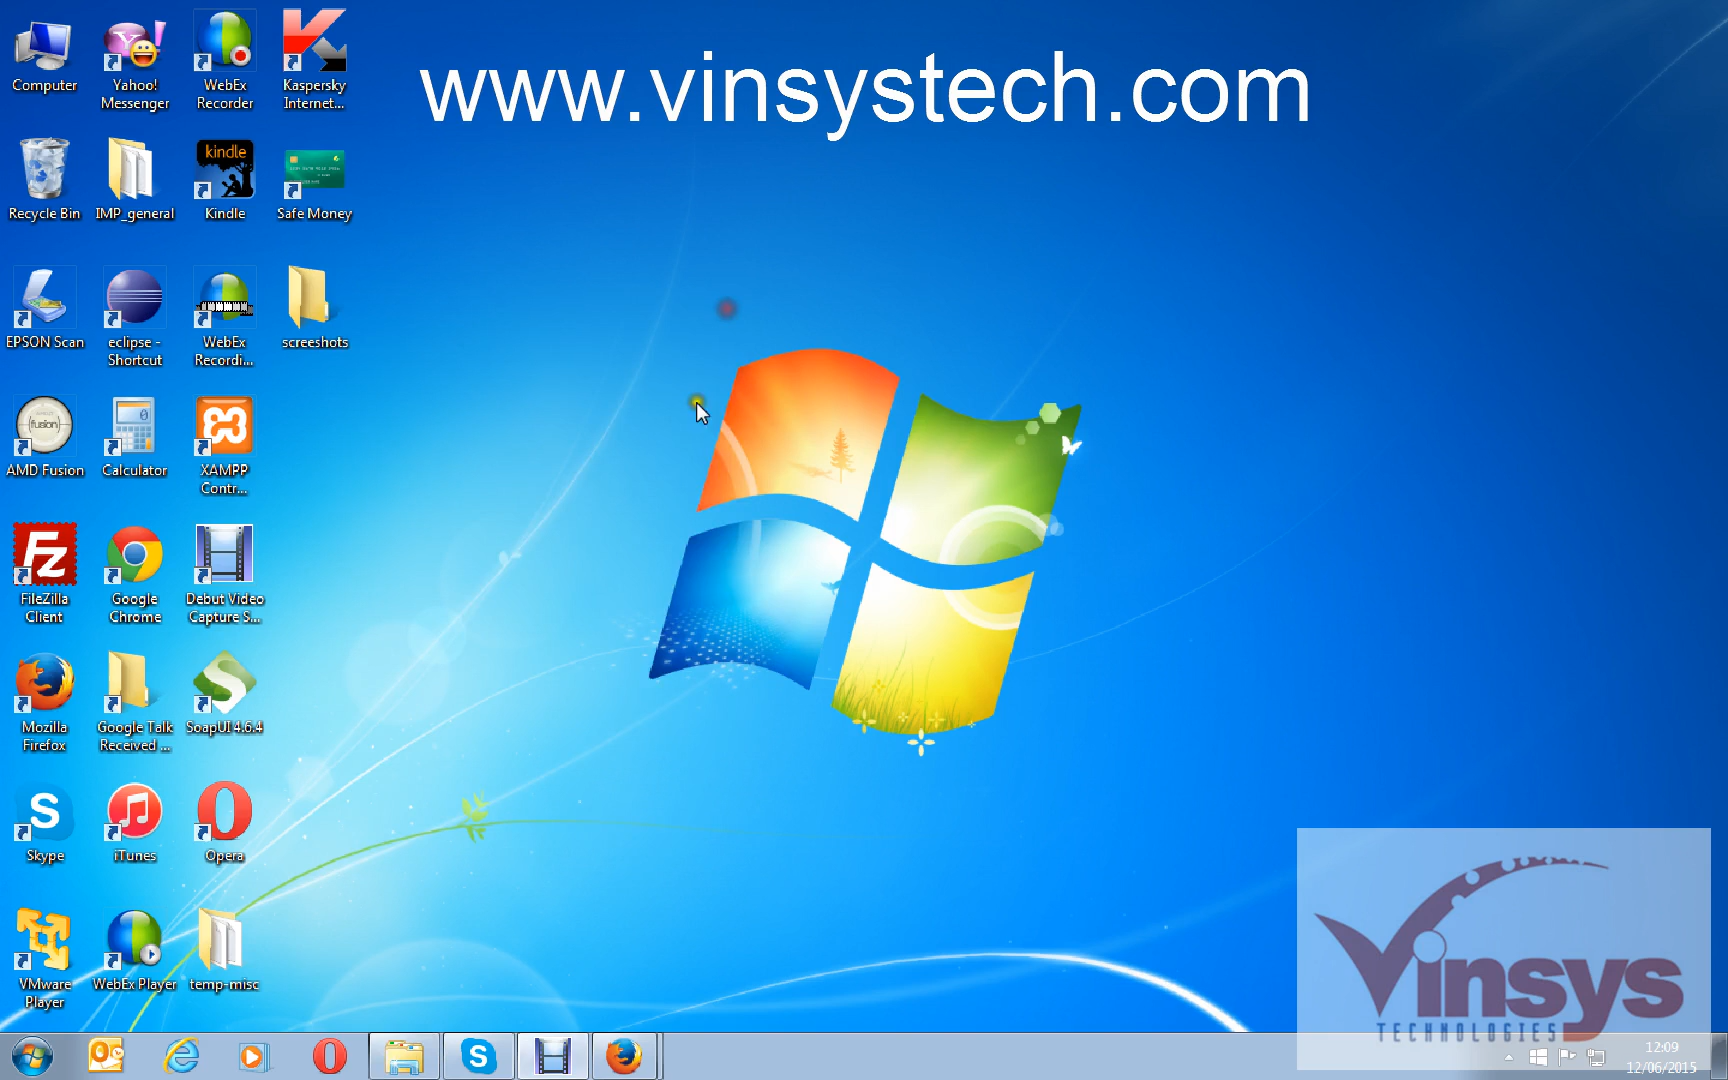 www.vinsystech.com
Computer
Yahoo!
Messenger
WebEx
Recorder
Kaspersky
Internet...
Recycle Bin
IMP_general
kindle
Kindle
Safe Money
EPSON Scan
eclipse -
Shortcut
WebEx
Recordi...
screeshots
fusion
AMD Fusion
0
Calculator
XAMPP
Contr...
Fz
FileZilla
Client
Google
Chrome
Debut Video
Capture S...
Mozilla
Firefox
Google Talk
Received ...
S
SoapUI 4.6.4
S
Skype
iTunes
Opera
VMware
Player
WebEx Player
temp-misc
Vinsys
TECHNOLOGIES
12:09
12/06/2015